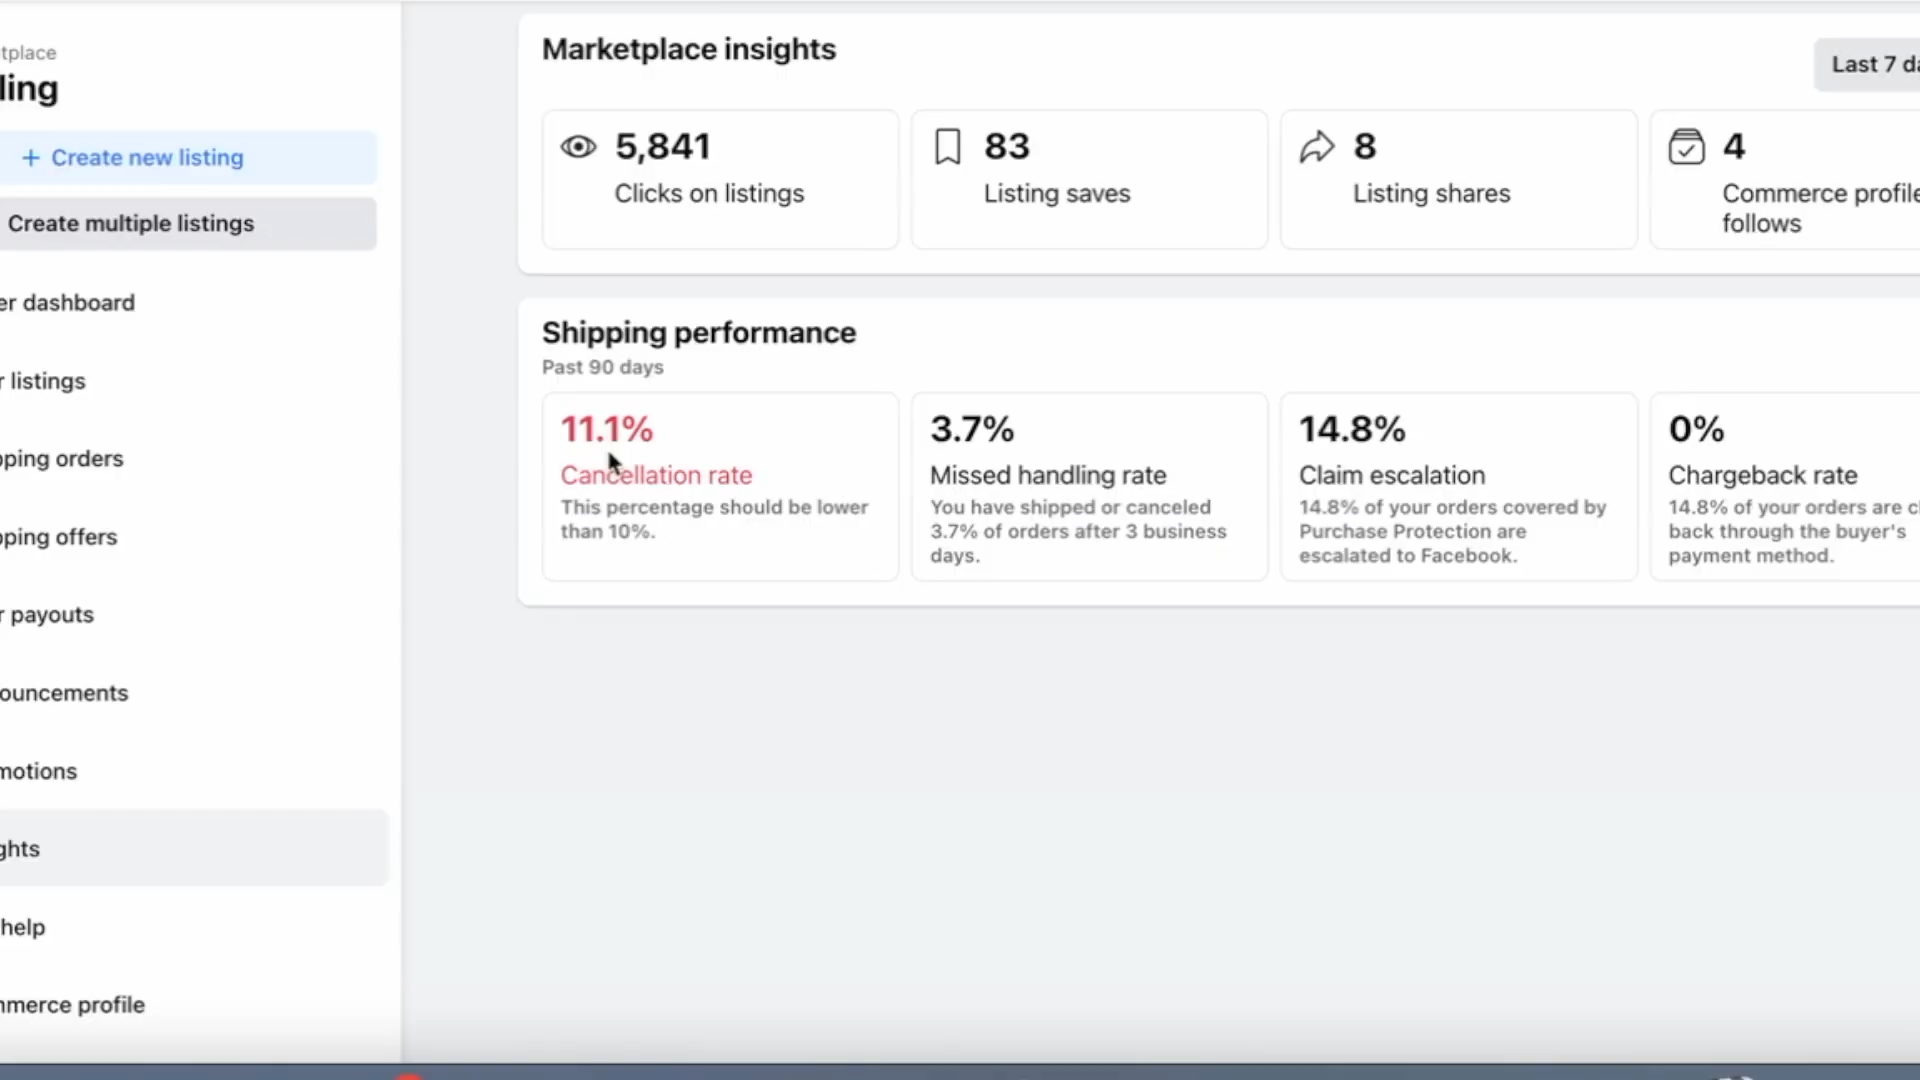 tplace
ling
+ Create new listing
Create multiple listings
er dashboard
r listings
pping orders
pping offers
r payouts
ouncements
motions
ghts
help
nmerce profile
Marketplace insights
Last 7 da
5,841
Clicks on listings
83
Listing saves
8
Listing shares
4
Commerce profile
follows
Shipping performance
Past 90 days
11.1%
Cancellation rate
This percentage should be lower
than 10%.
3.7%
Missed handling rate
You have shipped or canceled
3.7% of orders after 3 business
days.
14.8%
Claim escalation
14.8% of your orders covered by
Purchase Protection are
escalated to Facebook.
0%
Chargeback rate
14.8% of your orders are c
back through the buyer's
payment method.